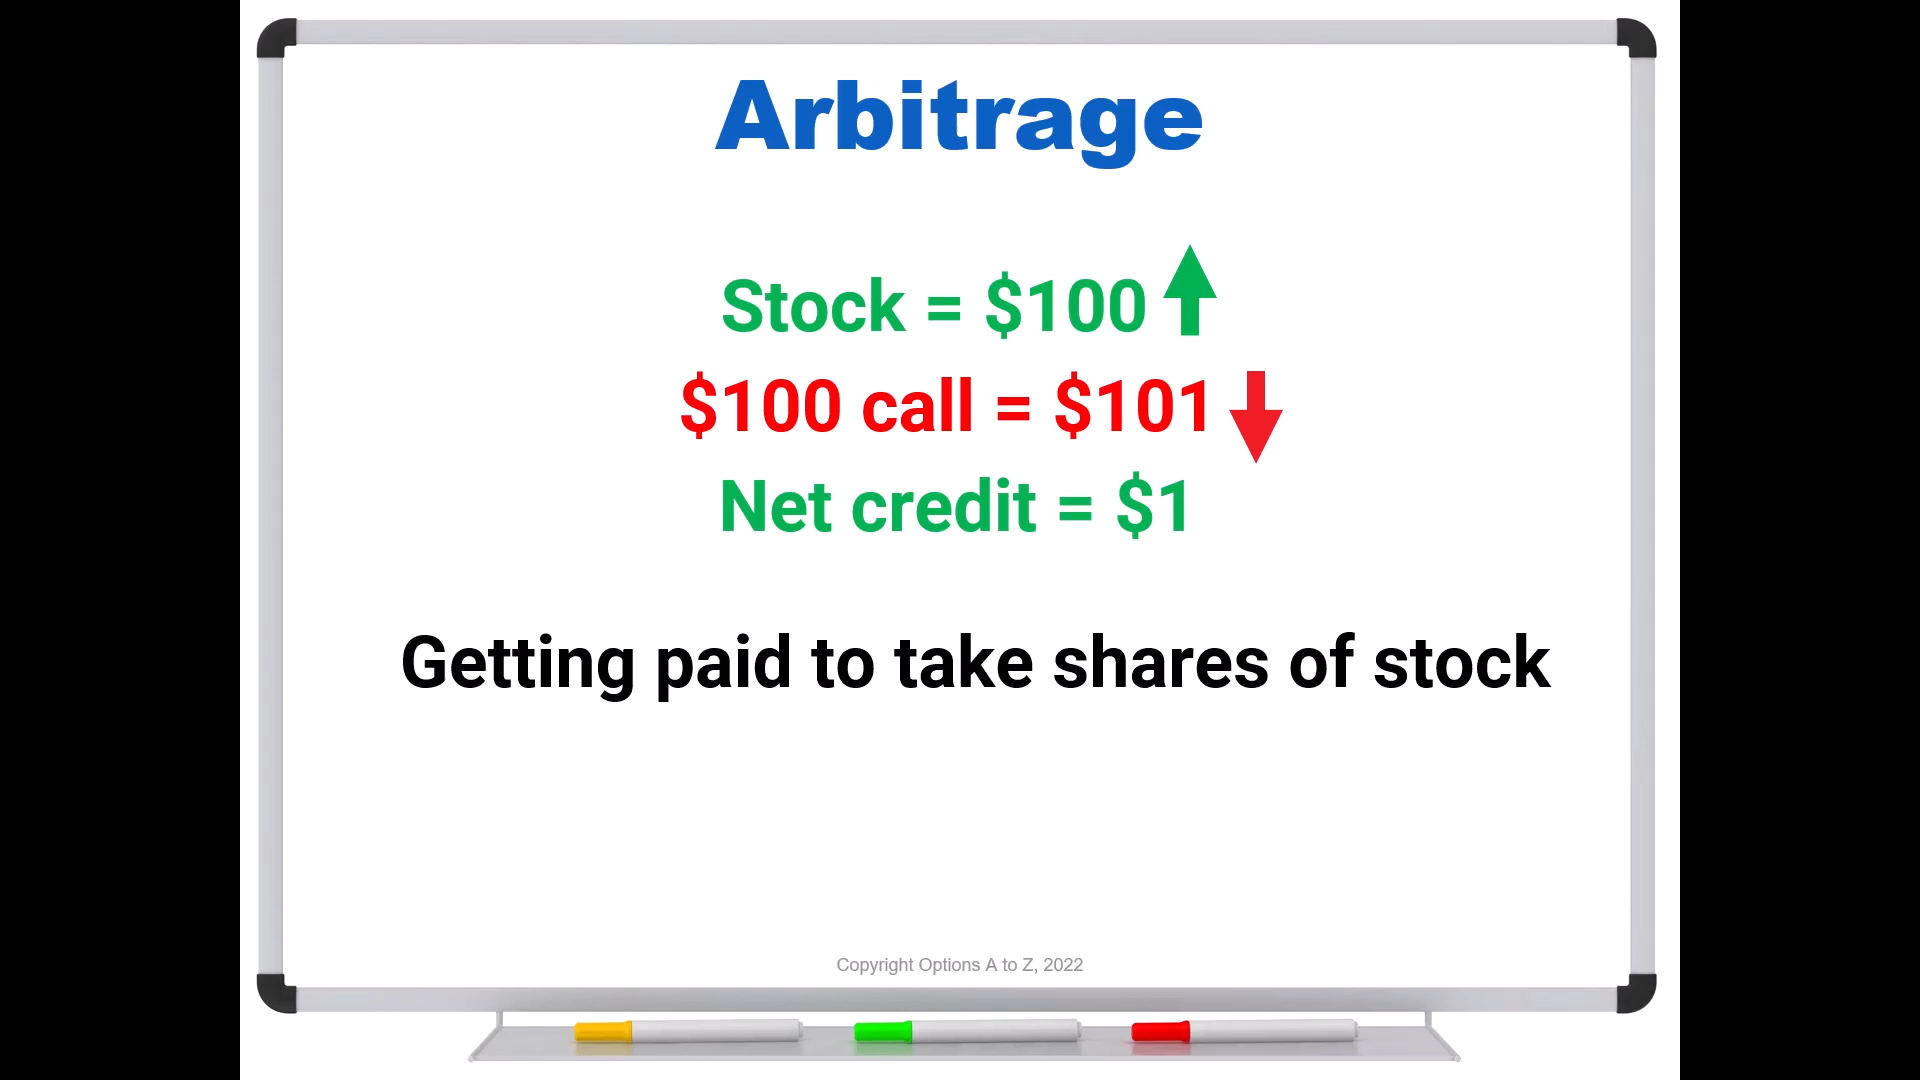 Arbitrage
Stock = $100
$100 call = $101
Net credit = $1
Getting paid to take shares of stock
Copyright Options A to Z, 2022